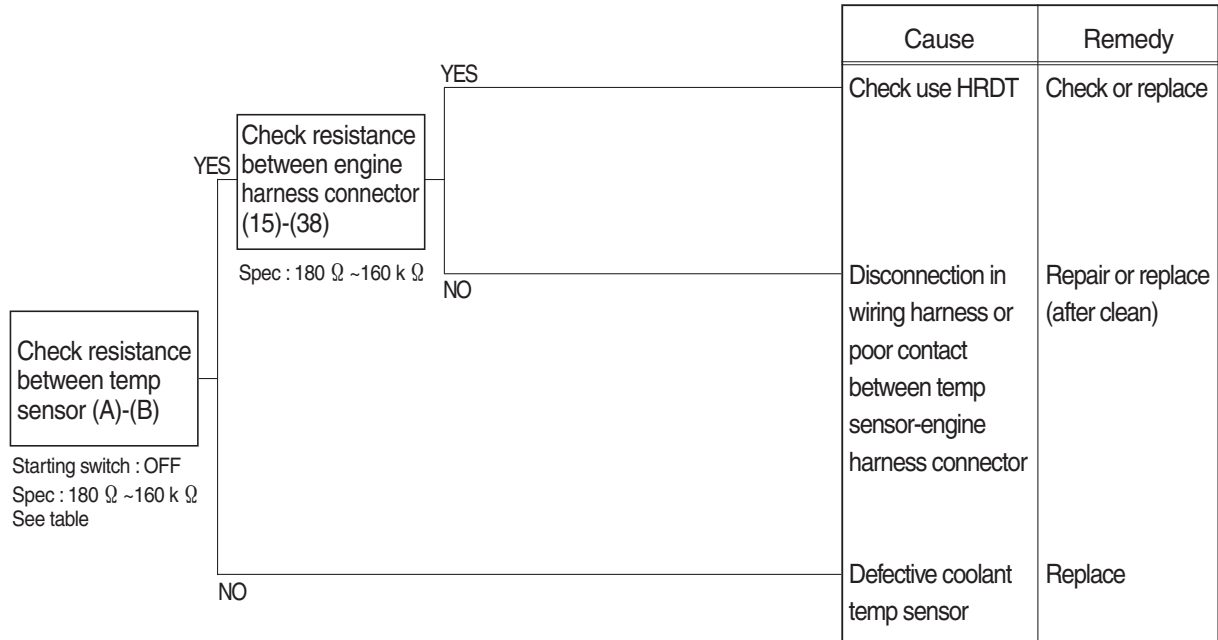 Cause
Remedy
YES
Check use HRDT
Check or replace
Check resistance
between engine
harness connector
(15)-(38)
YES
Spec : 180 Ω ~160 k Ω
NO
Disconnection in
wiring harness or
poor contact
between temp
sensor-engine
harness connector
Repair or replace
(after clean)
Check resistance
between temp
sensor (A)-(B)
Starting switch : OFF
Spec : 180 Ω ~160 k Ω
See table
NO
Defective coolant
temp sensor
Replace